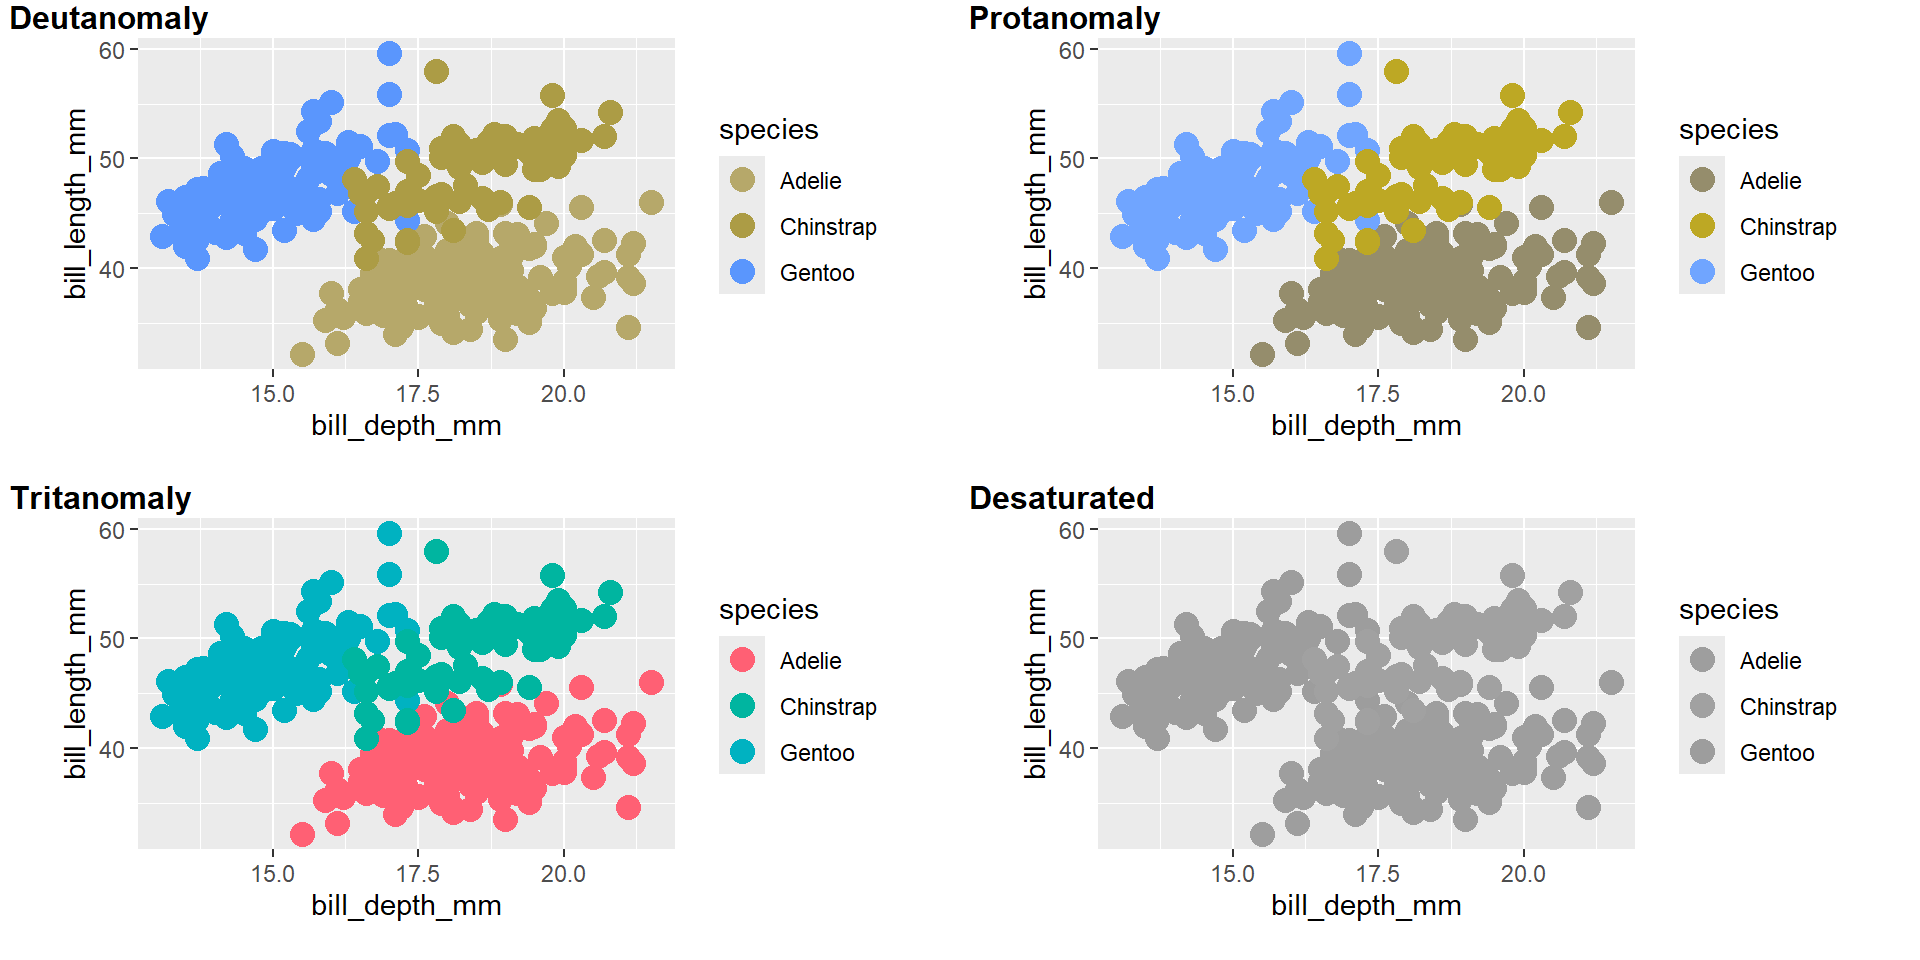 Deutanomaly
60
50
40
bill_length_mm
15.0 17.5 20.0
bill_depth_mm
species
Adelie
Chinstrap
Gentoo
Protanomaly
60
50
40
bill_length_mm
15.0 17.5 20.0
bill_depth_mm
species
Adelie
Chinstrap
Gentoo
Tritanomaly
60
50
40
bill_length_mm
15.0 17.5 20.0
bill_depth_mm
species
Adelie
Chinstrap
Gentoo
Desaturated
60
50
40
bill_length_mm
15.0 17.5 20.0
bill_depth_mm
species
Adelie
Chinstrap
Gentoo